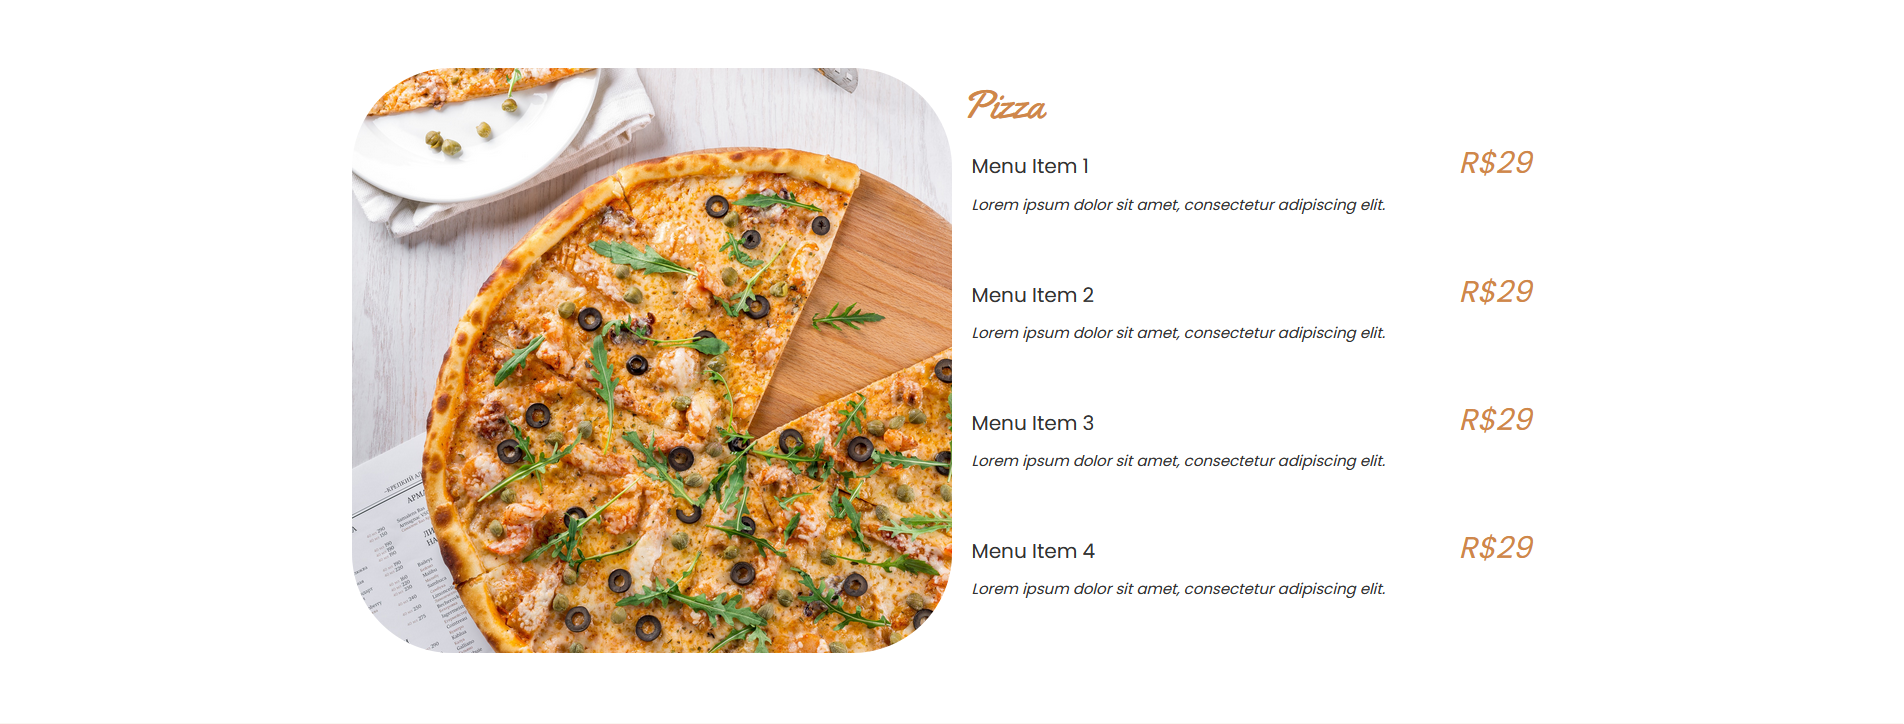 Pizza
Menu Item 1
R$29
Lorem ipsum dolor sit amet, consectetur adipiscing elit.
Menu Item 2
R$29
Lorem ipsum dolor sit amet, consectetur adipiscing elit.
Menu Item 3
R$29
Lorem ipsum dolor sit amet, consectetur adipiscing elit.
Menu Item 4
R$29
Lorem ipsum dolor sit amet, consectetur adipiscing elit.